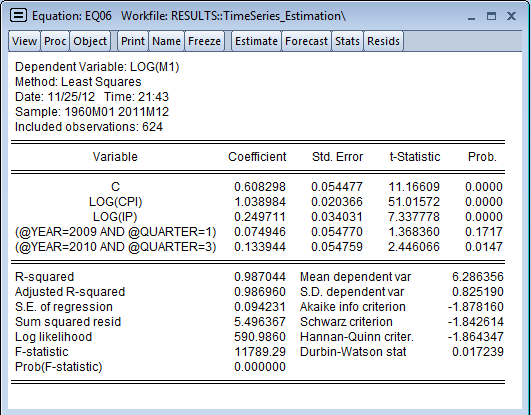 Equation: EQ06 Workfile: RESULTS::TimeSeries_Estimation\
View Proc Object Print Name Freeze Estimate Forecast Stats Resids
Dependent Variable: LOG(M1)
Method: Least Squares
Date: 11/25/12 Time: 21:43
Sample: 1960M01 2011M12
Included observations: 624
Variable Coefficient Std. Error t-Statistic Prob.
C 0.608298 0.054477 11.16609 0.0000
LOG(CPI) 1.038984 0.020366 51.01572 0.0000
LOG(IP) 0.249711 0.034031 7.337778 0.0000
(@YEAR=2009 AND @QUARTER=1) 0.074946 0.054770 1.368360 0.1717
(@YEAR=2010 AND @QUARTER=3) 0.133944 0.054759 2.446066 0.0147
R-squared 0.987044 Mean dependent var 6.286356
Adjusted R-squared 0.986960 S.D. dependent var 0.825190
S.E. of regression 0.094231 Akaike info criterion -1.878160
Sum squared resid 5.496367 Schwarz criterion -1.842614
Log likelihood 590.9860 Hannan-Quinn criter. -1.864347
F-statistic 11789.29 Durbin-Watson stat 0.017239
Prob(F-statistic) 0.000000